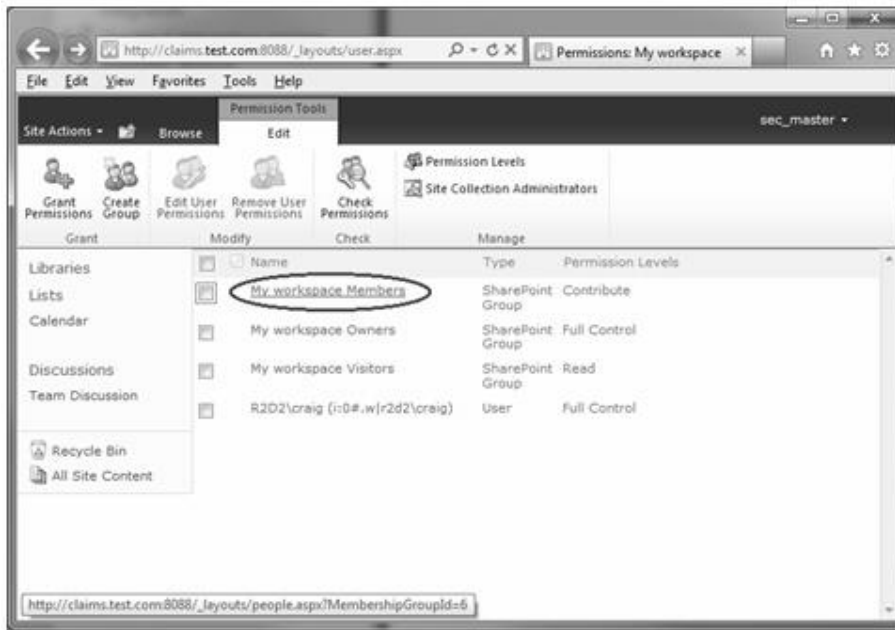 http://claims.test.com:8088/_layouts/user.aspx
Permissions: My workspace
File Edit View Favorites Tools Help
Permission Tools
Site Actions Browse Edit
sec_master
Permission Levels
Site Collection Administrators
Grant Permissions
Create Group
Edit User Permissions
Remove User Permissions
Check Permissions
Grant Modify Check Manage
Libraries
Lists
Calendar
Discussions
Team Discussion
Recycle Bin
All Site Content
Name Type Permission Levels
My workspace Members SharePoint Group Contribute
My workspace Owners SharePoint Group Full Control
My workspace Visitors SharePoint Group Read
R2D2\craig (i:0#.w|r2d2\craig) User Full Control
http://claims.test.com:8088/_layouts/people.aspx?MembershipGroupId=6